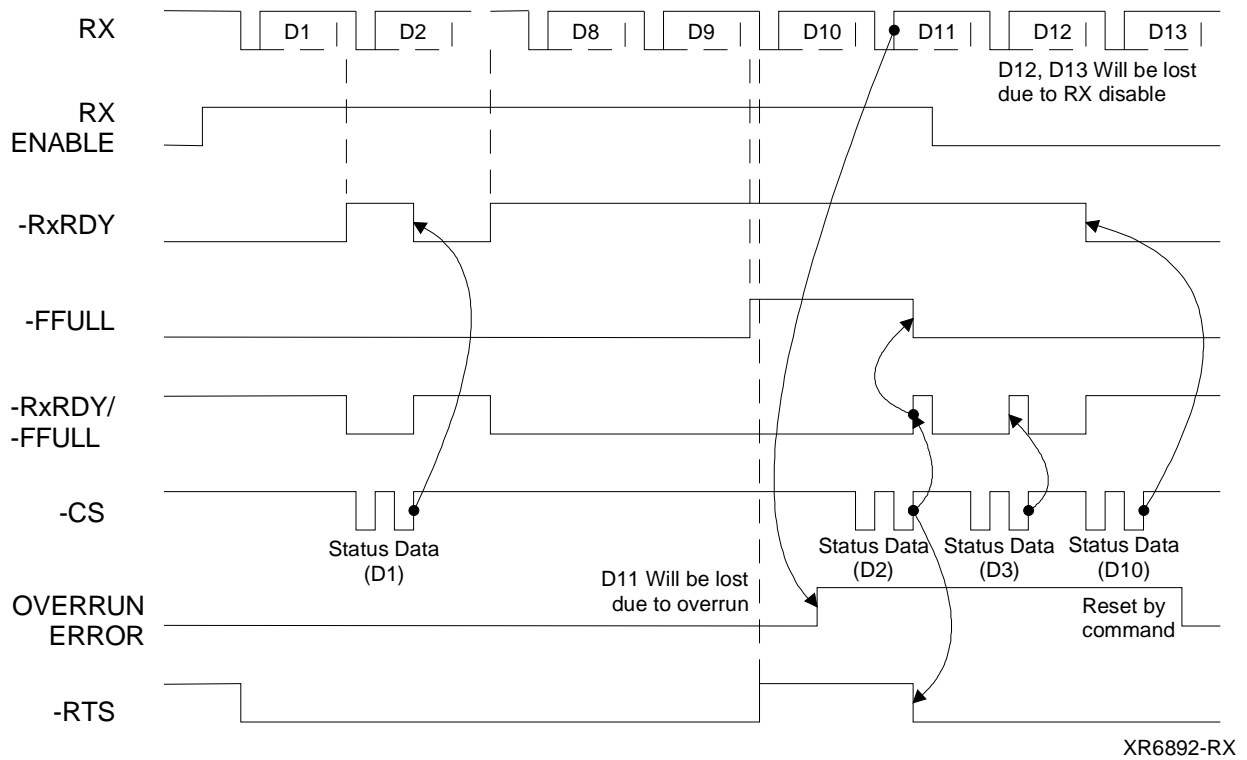 RX
D1
D2
D8
D9
D10
D11
D12
D13
D12, D13 Will be lost
due to RX disable
RX
ENABLE
-RxRDY
-FFULL
-RxRDY/
-FFULL
-CS
Status Data
(D1)
Status Data
(D2)
Status Data
(D3)
Status Data
(D10)
D11 Will be lost
due to overrun
OVERRUN
ERROR
Reset by
command
-RTS
XR6892-RX